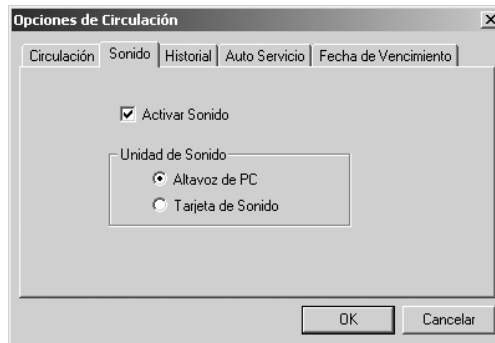 Opciones de Circulación
Circulación Sonido Historial Auto Servicio Fecha de Vencimiento
Activar Sonido
Unidad de Sonido
Altavoz de PC
Tarjeta de Sonido
OK Cancelar